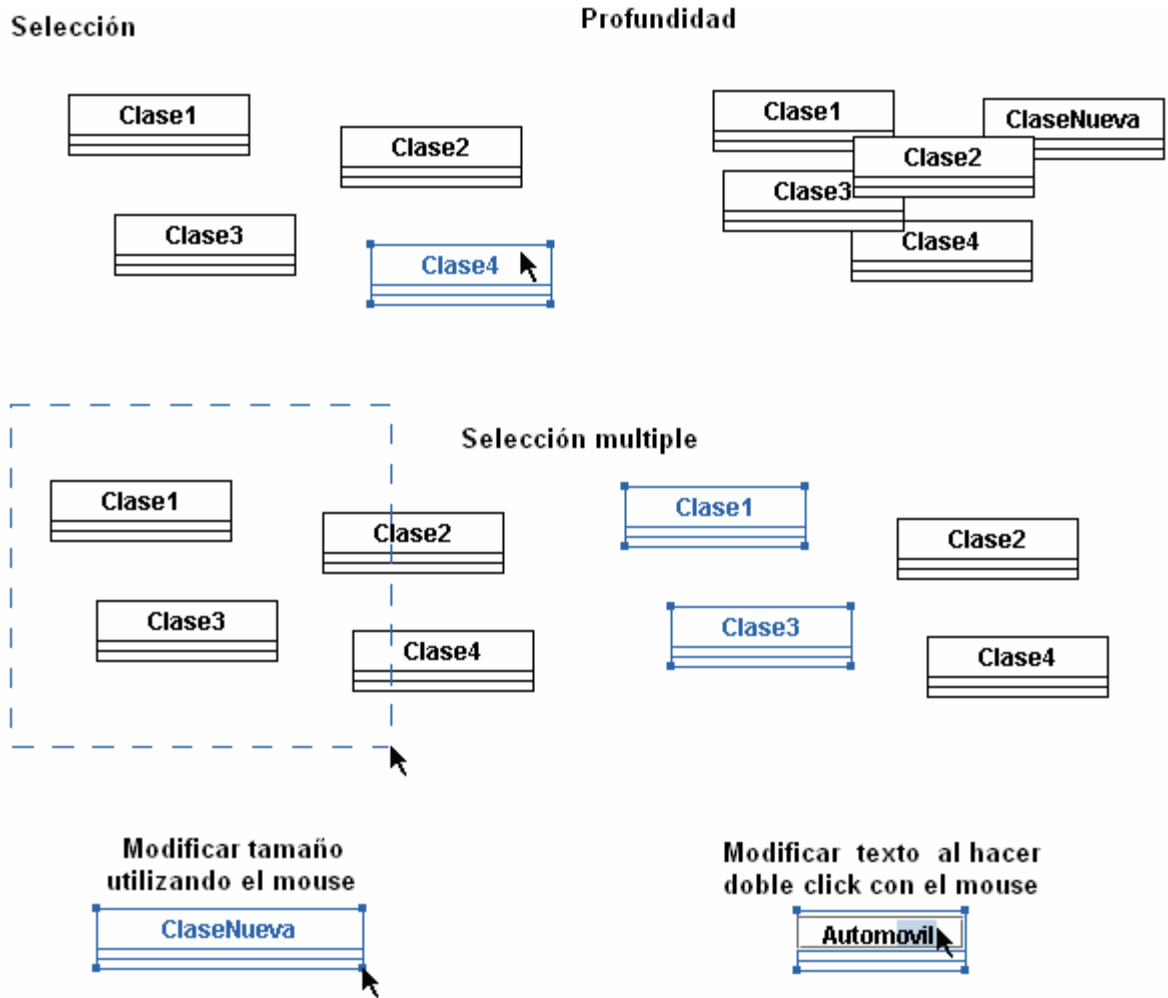 Selección
Profundidad
Clase1
Clase2
Clase3
Clase4
Clase1
ClaseNueva
Clase2
Clase3
Clase4
Selección multiple
Clase1
Clase2
Clase3
Clase4
Clase1
Clase2
Clase3
Clase4
Modificar tamaño
utilizando el mouse
ClaseNueva
Modificar texto al hacer
doble click con el mouse
Automovil